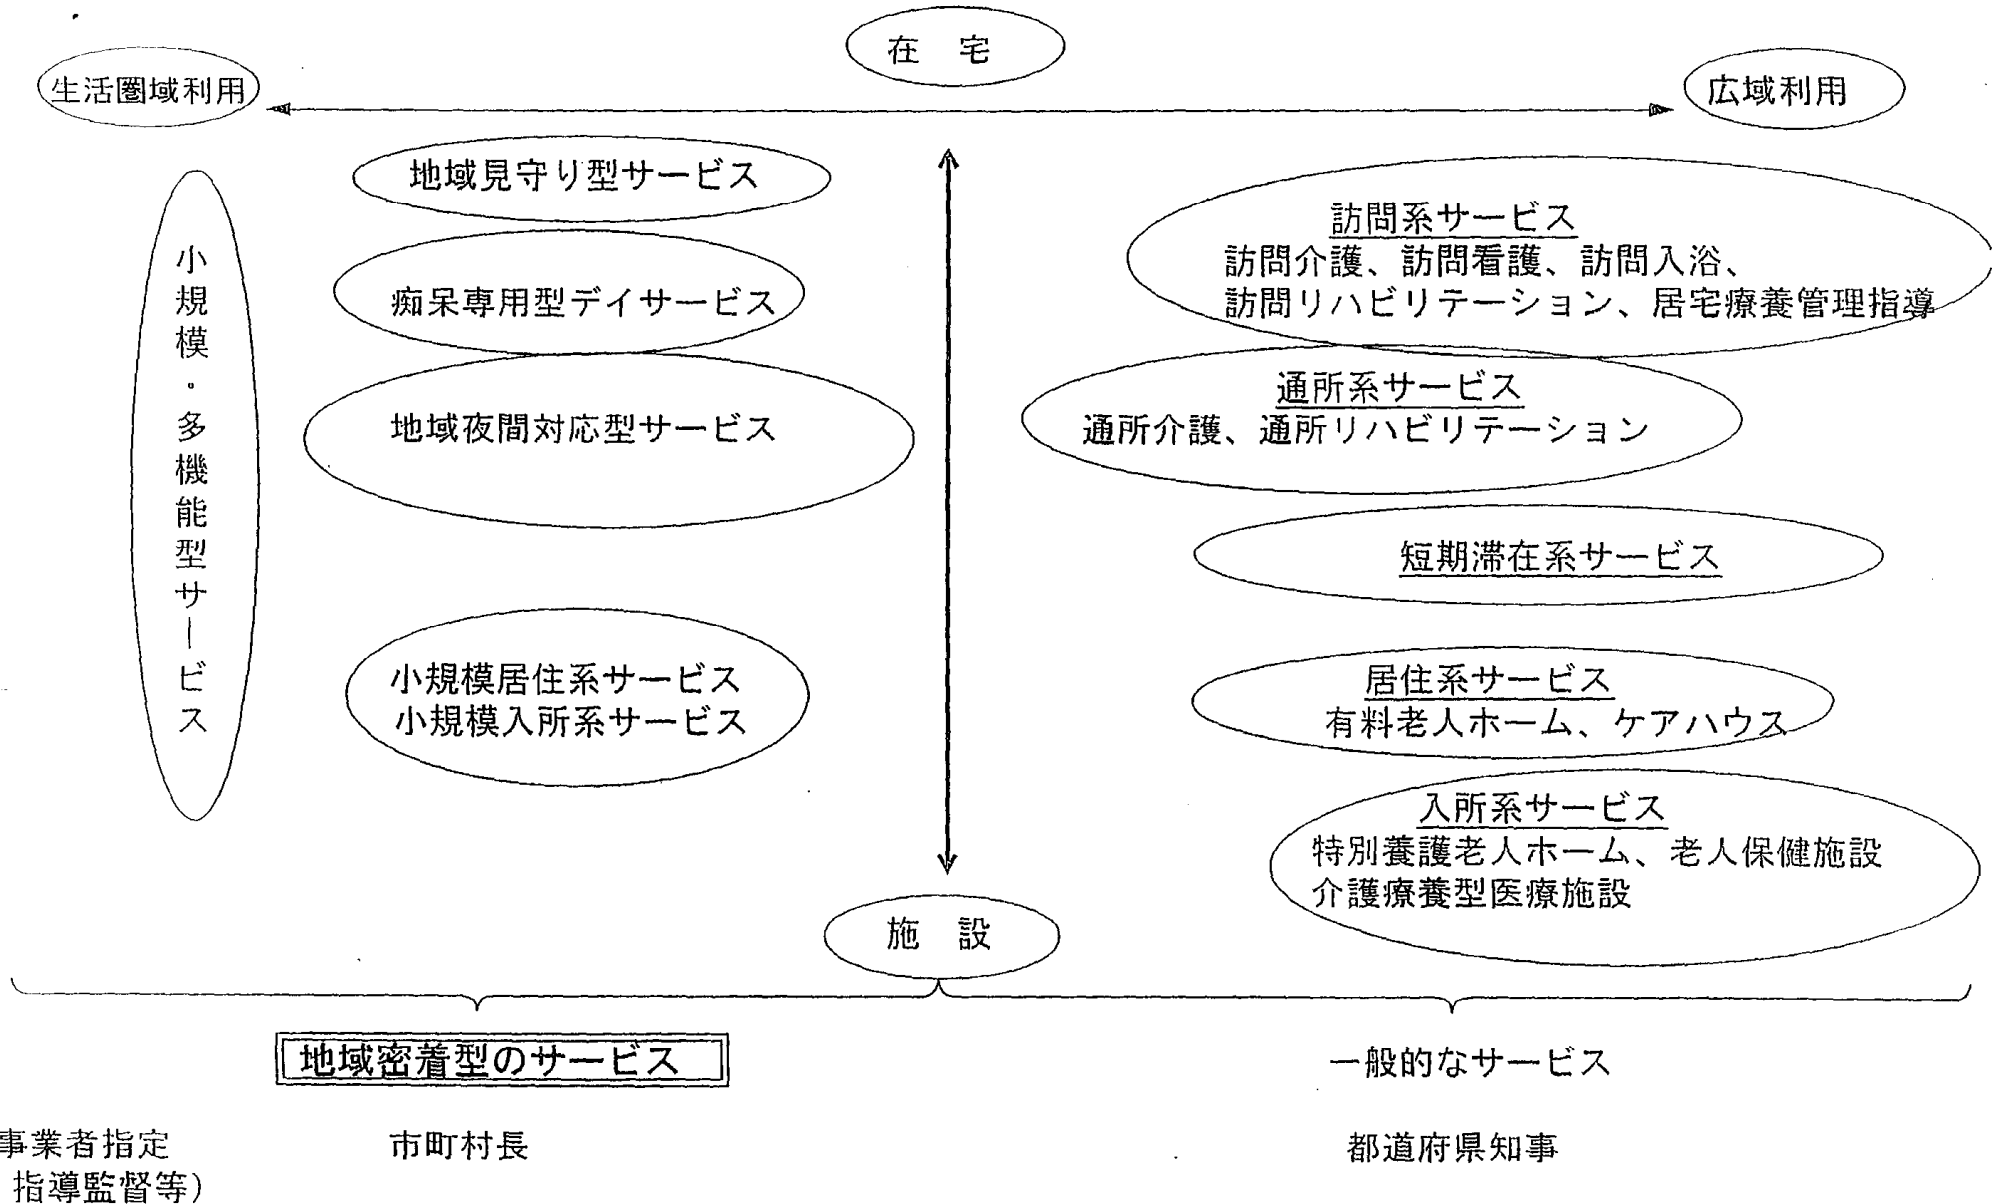 在 宅
生活圏域利用
広域利用
小規模・多機能型サービス
地域見守り型サービス
痴呆専用型デイサービス
地域夜間対応型サービス
小規模居住系サービス
小規模入所系サービス
訪問系サービス
訪問介護、訪問看護、訪問入浴、
訪問リハビリテーション、居宅療養管理指導
通所系サービス
通所介護、通所リハビリテーション
短期滞在系サービス
居住系サービス
有料老人ホーム、ケアハウス
入所系サービス
特別養護老人ホーム、老人保健施設
介護療養型医療施設
施 設
地域密着型のサービス
一般的なサービス
事業者指定
指導監督等）
市町村長
都道府県知事